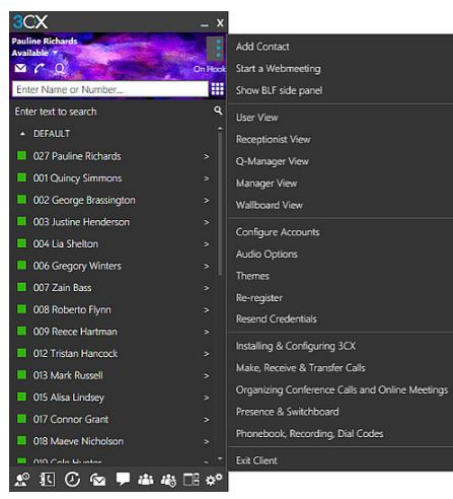 3CX
Pauline Richards
Available
On Hook
Enter Name or Number...
Enter text to search
DEFAULT
027 Pauline Richards
001 Quincy Simmons
002 George Brassington
003 Justine Henderson
004 Lia Shelton
006 Gregory Winters
007 Zain Bass
008 Roberto Flynn
009 Reece Hartman
012 Tristan Hancock
013 Mark Russell
015 Alisa Lindsey
017 Connor Grant
018 Maeve Nicholson
019 Cole Hunter
Add Contact
Start a Webmeeting
Show BLF side panel
User View
Receptionist View
Q-Manager View
Manager View
Wallboard View
Configure Accounts
Audio Options
Themes
Re-register
Resend Credentials
Installing & Configuring 3CX
Make, Receive & Transfer Calls
Organizing Conference Calls and Online Meetings
Presence & Switchboard
Phonebook, Recording, Dial Codes
Exit Client